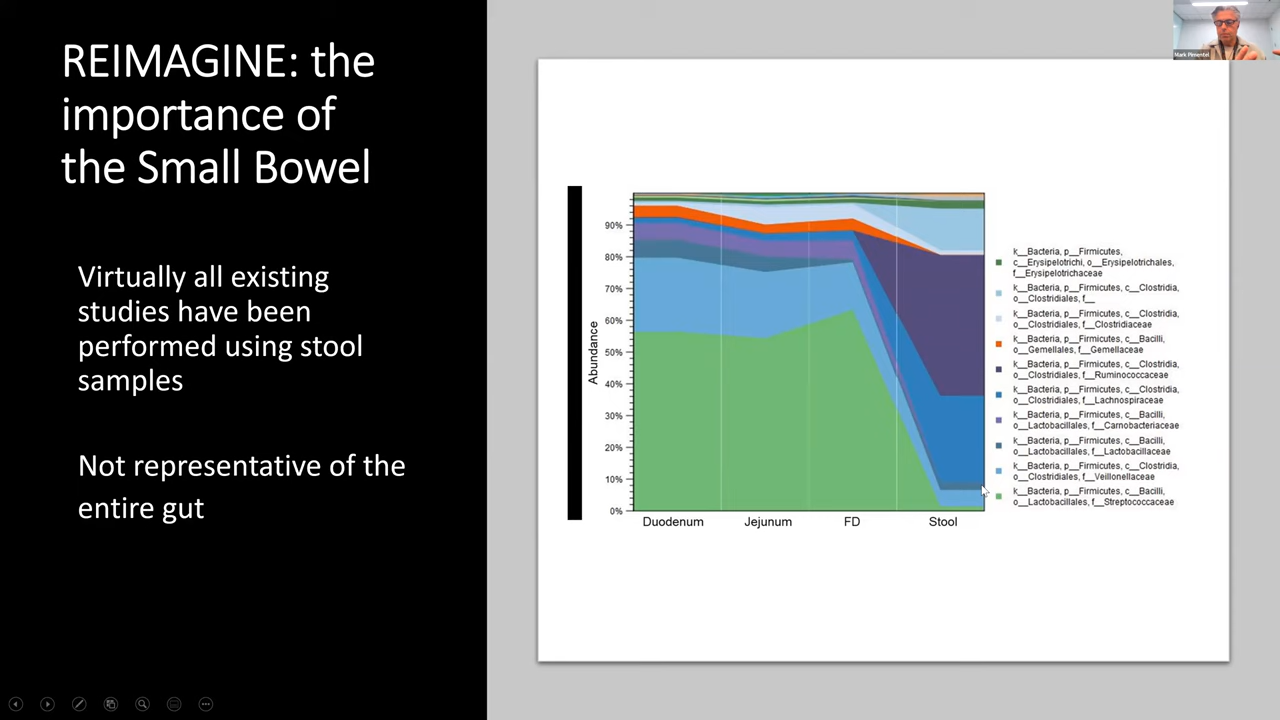 REIMAGINE: the
importance of
the Small Bowel
Virtually all existing
studies have been
performed using stool
samples
Not representative of the
entire gut
Mark Pimentel
Abundance
90%
80%
70%
60%
50%
40%
30%
20%
10%
0%
Duodenum
Jejunum
FD
Stool
k__Bacteria, p__Firmicutes,
c__Erysipelotrichi, o__Erysipelotrichales,
f__Erysipelotrichaceae
k__Bacteria, p__Firmicutes, c__Clostridia,
o__Clostridiales, f__
k__Bacteria, p__Firmicutes, c__Clostridia,
o__Clostridiales, f__Clostridiaceae
k__Bacteria, p__Firmicutes, c__Bacilli,
o__Gemellales, f__Gemellaceae
k__Bacteria, p__Firmicutes, c__Clostridia,
o__Clostridiales, f__Ruminococcaceae
k__Bacteria, p__Firmicutes, c__Clostridia,
o__Clostridiales, f__Lachnospiraceae
k__Bacteria, p__Firmicutes, c__Bacilli,
o__Lactobacillales, f__Carnobacteriaceae
k__Bacteria, p__Firmicutes, c__Bacilli,
o__Lactobacillales, f__Lactobacillaceae
k__Bacteria, p__Firmicutes, c__Clostridia,
o__Clostridiales, f__Veillonellaceae
k__Bacteria, p__Firmicutes, c__Bacilli,
o__Lactobacillales, f__Streptococcaceae